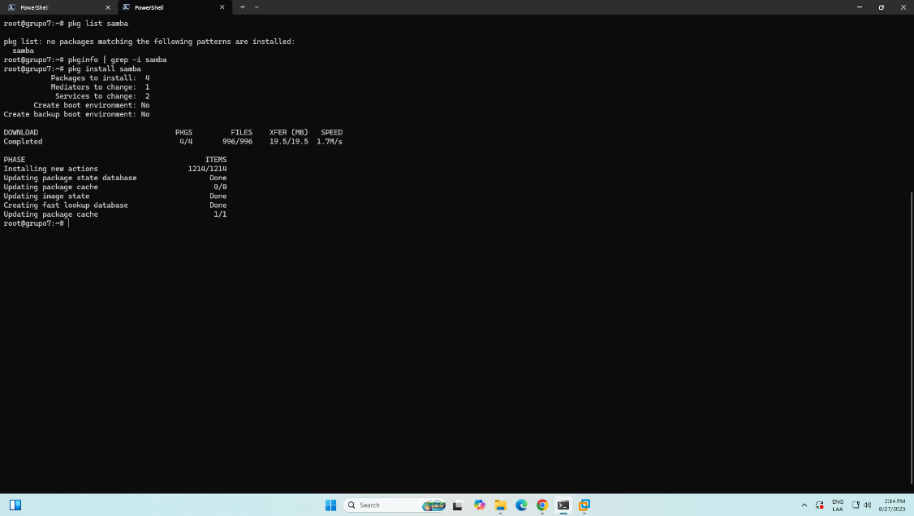 PowerShell
PowerShell
root@grupo7:~# pkg list samba
pkg list: no packages matching the following patterns are installed:
samba
root@grupo7:~# pkginfo | grep -i samba
root@grupo7:~# pkg install samba
Packages to install: 4
Mediators to change: 1
Services to change: 2
Create boot environment: No
Create backup boot environment: No
DOWNLOAD PKGS FILES XFER (MB) SPEED
Completed 4/4 996/996 19.5/19.5 1.7M/s
PHASE ITEMS
Installing new actions 1214/1214
Updating package state database Done
Updating package cache 0/0
Updating image state Done
Creating fast lookup database Done
Updating package cache 1/1
root@grupo7:~#
Search
ENG
LAA
2:14 PM
8/27/2025